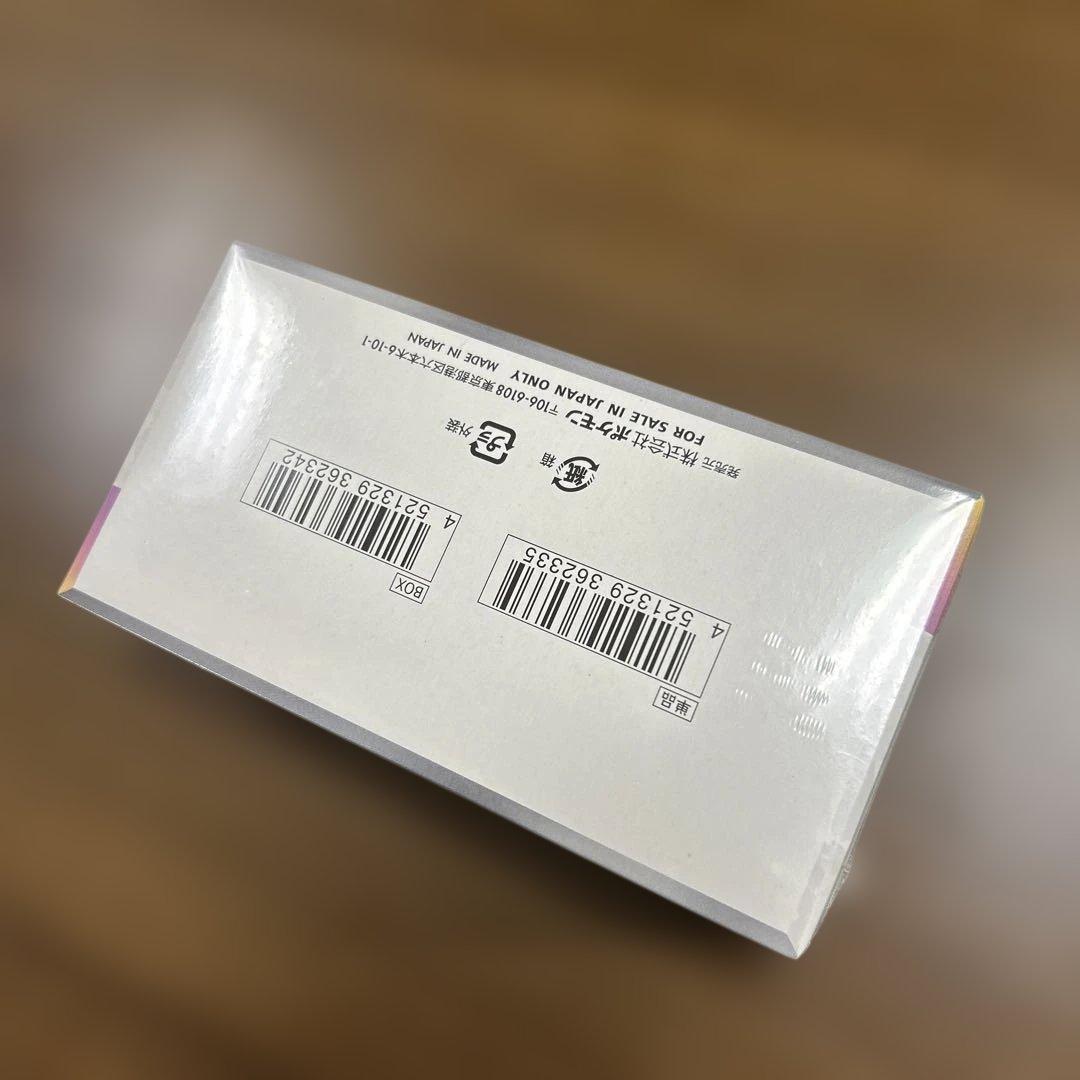 単品
4 521329 362335
BOX
4 521329 362342
紙 箱
プラ 外装
発売元 株式会社ポケモン 〒106-6108 東京都港区六本木6-10-1
FOR SALE IN JAPAN ONLY MADE IN JAPAN